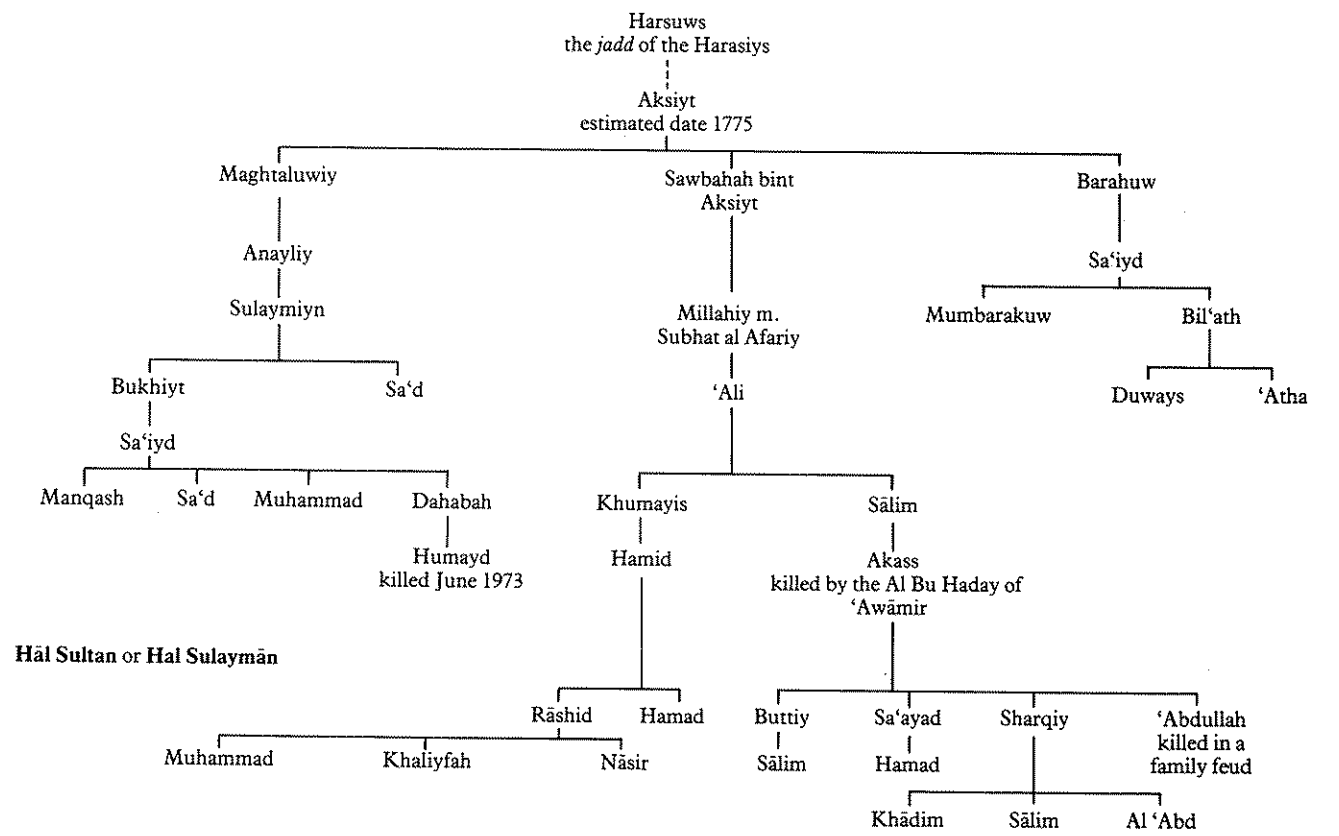 Harsuws
the jadd of the Harasiys
Aksiyt
estimated date 1775
Maghtaluwiy
Sawbahah bint
Aksiyt
Barahuw
Anayliy
Sa‘iyd
Sulaymiyn
Millahiy m.
Subhat al Afariy
Mumbarakuw
Bil‘ath
Bukhiyt
Sa‘d
‘Ali
Duways
‘Atha
Sa‘iyd
Manqash
Sa‘d
Muhammad
Dahabah
Khumayis
Sālim
Humayd
killed June 1973
Hamid
Akass
killed by the Al Bu Haday of
‘Awāmir
Hāl Sultan or Hal Sulaymān
Rāshid
Hamad
Buttiy
Sa‘ayad
Sharqiy
‘Abdullah
killed in a
family feud
Muhammad
Khaliyfah
Nāsir
Sālim
Hamad
Khādim
Sālim
Al ‘Abd